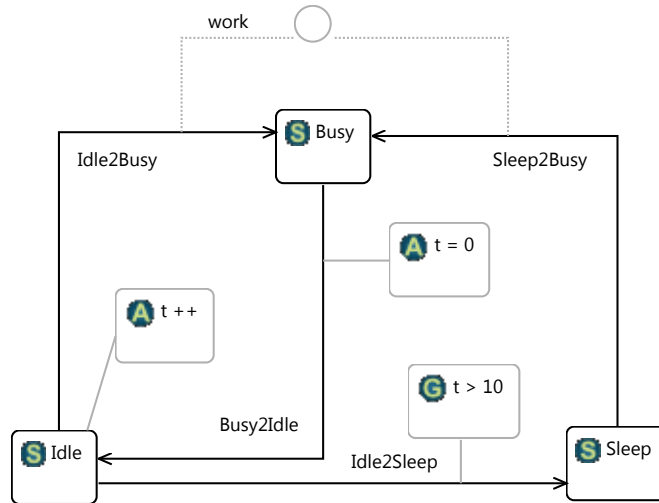 work
S Busy
Idle2Busy
Sleep2Busy
A t = 0
A t ++
G t > 10
Busy2Idle
S Idle
Idle2Sleep
S Sleep